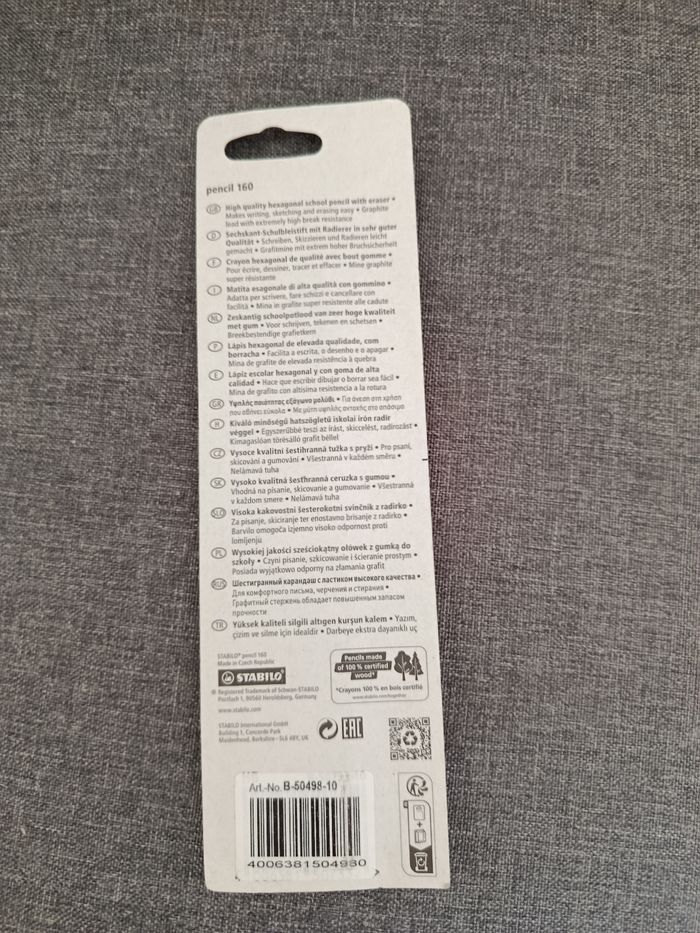 pencil 160
GB High quality hexagonal school pencil with eraser •
Makes writing, sketching and erasing easy • Graphite
lead with extremely high break resistance
D Sechskant-Schulbleistift mit Radierer in sehr guter
Qualität • Schreiben, Skizzieren und Radieren leicht
gemacht • Grafitmine mit extrem hoher Bruchsicherheit
F Crayon hexagonal de qualité avec bout gomme •
Pour écrire, dessiner, tracer et effacer • Mine graphite
super résistante
I Matita esagonale di alta qualità con gommino •
Adatta per scrivere, fare schizzi e cancellare con
facilità • Mina in grafite super resistente alle cadute
NL Zeskantig schoolpotlood van zeer hoge kwaliteit
met gum • Voor schrijven, tekenen en schetsen •
Breekbestendige grafietkern
P Lápis hexagonal de elevada qualidade, com
borracha • Facilita a escrita, o desenho e o apagar •
Mina de grafite de elevada resistência à quebra
E Lápiz escolar hexagonal y con goma de alta
calidad • Hace que escribir dibujar o borrar sea fácil •
Mina de grafito con altísima resistencia a la rotura
GR Υψηλής ποιότητας εξάγωνο μολύβι • Για άνεση στη χρήση
που σβήνει εύκολα • Με μύτη υψηλής αντοχής στο σπάσιμο
H Kiváló minőségű hatszögletű iskolai irón radír
véggel • Egyszerűbbé teszi az írást, skiccelést, radírozást •
Kimagaslóan törésálló grafit béllel
CZ Vysoce kvalitní šestihranná tužka s pryží • Pro psaní,
skicování a gumování • Všestranná v každém směru •
Nelámavá tuha
SK Vysoko kvalitná šesťhranná ceruzka s gumou •
Vhodná na písanie, skicovanie a gumovanie • Všestranná
v každom smere • Nelámavá tuha
SLO Visoka kakovostni šesterokotni svinčnik z radirko •
Za pisanje, skiciranje ter enostavno brisanje z radirko •
Barvilo omogoča izjemno visoko odpornost proti
lomljenju
PL Wysokiej jakości sześciokątny ołówek z gumką do
szkoły • Czyni pisanie, szkicowanie i ścieranie prostym •
Posiada wyjątkowo odporny na złamania grafit
RUS Шестигранный карандаш с ластиком высокого качества •
Для комфортного письма, черчения и стирания •
Графитный стержень обладает повышенным запасом
прочности
TR Yüksek kaliteli silgili altıgen kurşun kalem • Yazım,
çizim ve silme için idealdir • Darbeye ekstra dayanıklı uç
STABILO® pencil 160
Made in Czech Republic
STABILO®
® Registered Trademark of Schwan-STABILO
Postfach 1, 90560 Heroldsberg, Germany
www.stabilo.com
STABILO International GmbH
Building 1, Concorde Park
Maidenhead, Berkshire - SL6 4BY, UK
Pencils made
of 100 % certified
wood*
*Crayons 100 % en bois certifié
EAC
Art.-No. B-50498-10
4006381504980